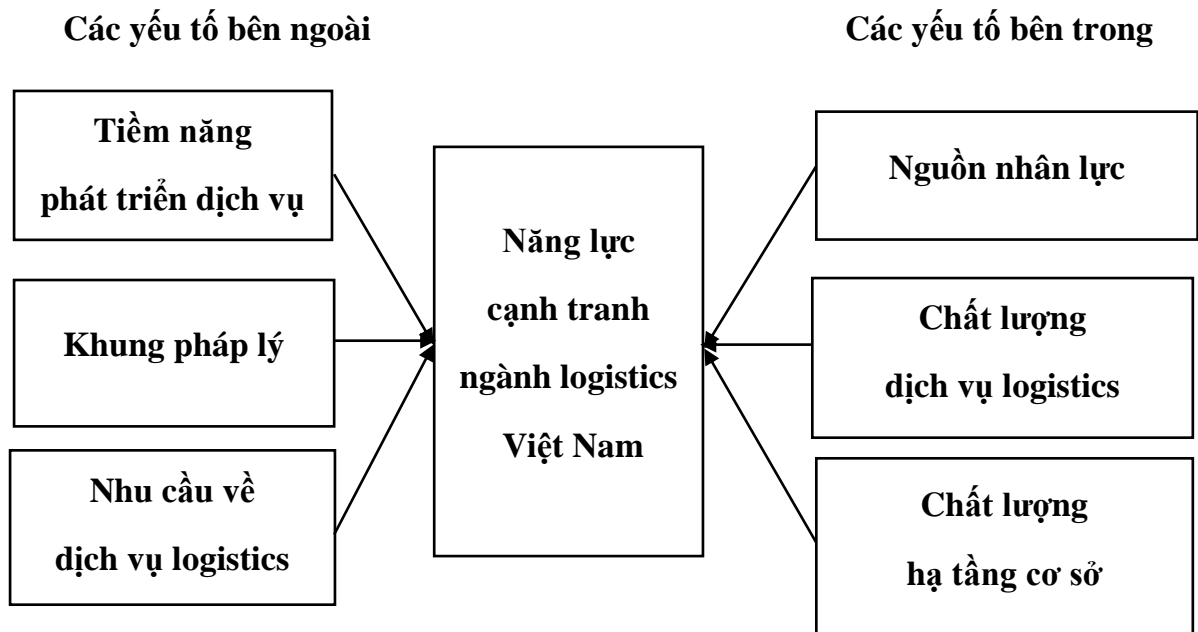 Các yếu tố bên ngoài
Các yếu tố bên trong
Tiềm năng
phát triển dịch vụ
Khung pháp lý
Nhu cầu về
dịch vụ logistics
Năng lực
cạnh tranh
ngành logistics
Việt Nam
Nguồn nhân lực
Chất lượng
dịch vụ logistics
Chất lượng
hạ tầng cơ sở